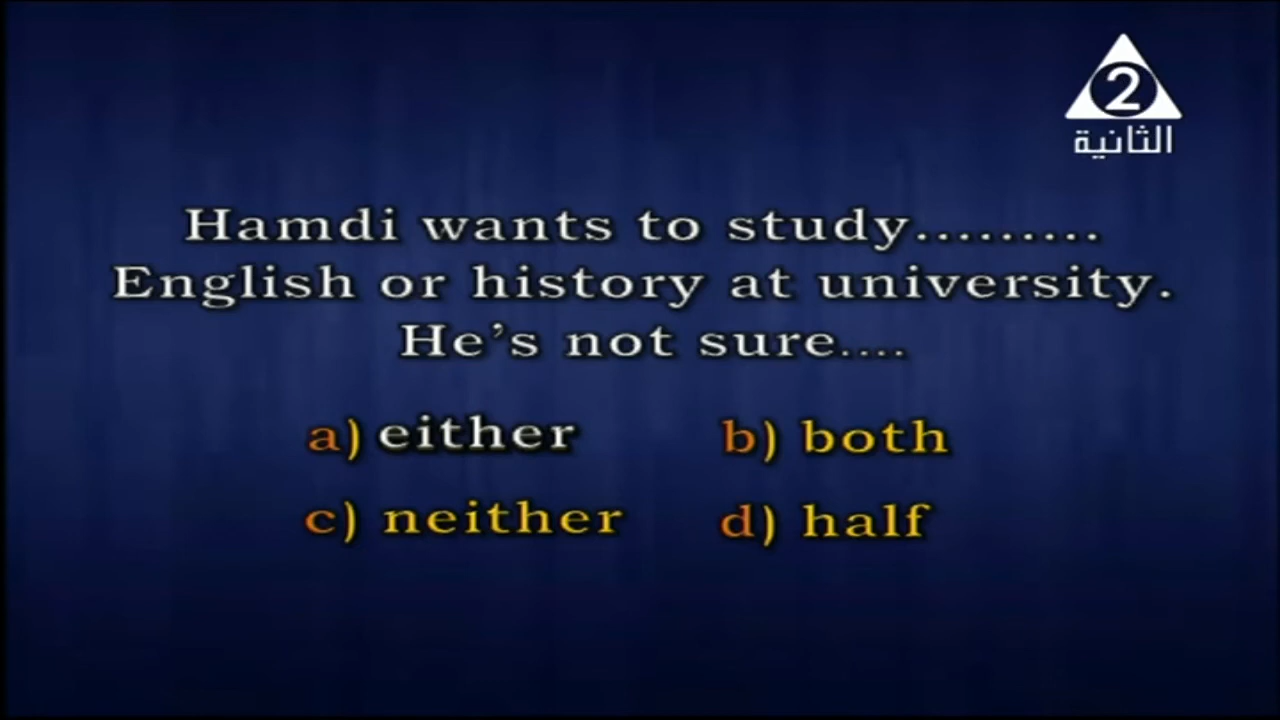 2
الثانية
Hamdi wants to study.........
English or history at university.
He's not sure....
a) either
b) both
c) neither
d) half